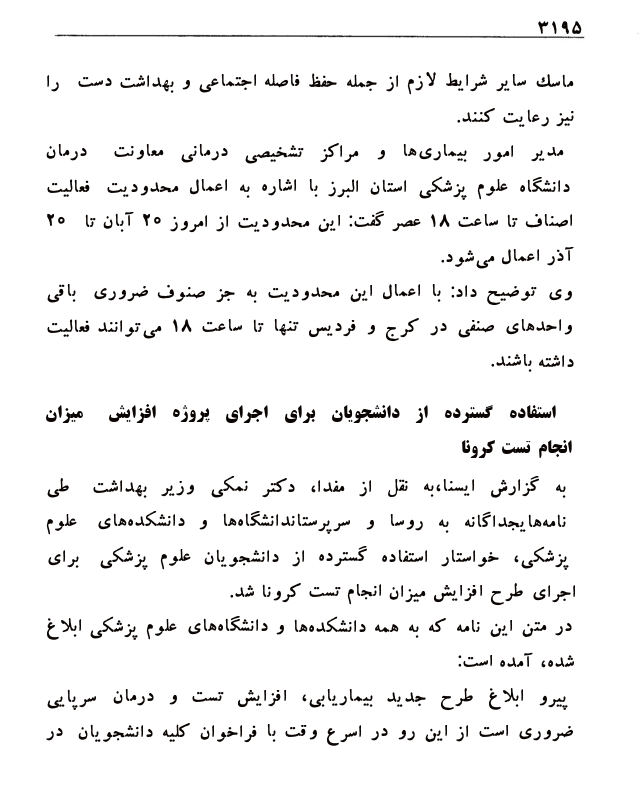 ۳۱۹۵
ماسك سایر شرایط لازم از جمله حفظ فاصله اجتماعی و بهداشت دست را
نیز رعایت کنند.
مدیر امور بیماری‌ها و مراکز تشخیصی درمانی معاونت درمان
دانشگاه علوم پزشکی استان البرز با اشاره به اعمال محدودیت فعالیت
اصناف تا ساعت ۱۸ عصر گفت: این محدودیت از امروز ۲۵ آبان تا ۲۵
آذر اعمال می‌شود.
وی توضیح داد: با اعمال این محدودیت به جز صنوف ضروری باقی
واحدهای صنفی در کرج و فردیس تنها تا ساعت ۱۸ می‌توانند فعالیت
داشته باشند.
استفاده گسترده از دانشجویان برای اجرای پروژه افزایش میزان
انجام تست کرونا
به گزارش ایسنا،به نقل از مفدا، دکتر نمکی وزیر بهداشت طی
نامه‌هایجداگانه به روسا و سرپرستاندانشگاه‌ها و دانشکده‌های علوم
پزشکی، خواستار استفاده گسترده از دانشجویان علوم پزشکی برای
اجرای طرح افزایش میزان انجام تست کرونا شد.
در متن این نامه که به همه دانشکده‌ها و دانشگاه‌های علوم پزشکی ابلاغ
شده، آمده است:
پیرو ابلاغ طرح جدید بیماریابی، افزایش تست و درمان سرپایی
ضروری است از این رو در اسرع وقت با فراخوان کلیه دانشجویان در